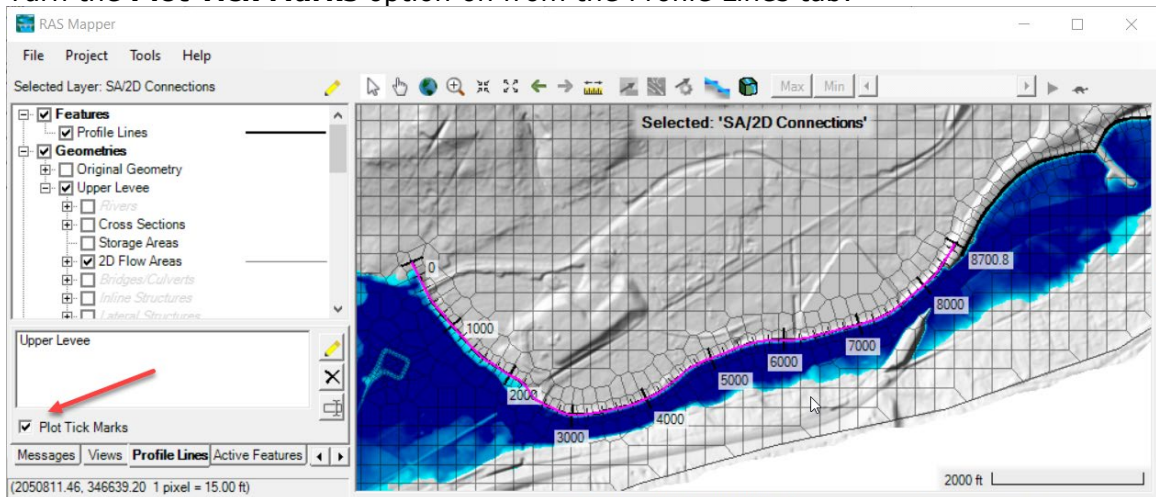 Turn the Plot Tick Marks option on from the Profile Lines tab.
RAS Mapper
File Project Tools Help
Selected Layer: SA/2D Connections
Max Min
Features
Profile Lines
Geometries
Original Geometry
Upper Levee
Rivers
Cross Sections
Storage Areas
2D Flow Areas
Bridges/Culverts
Inline Structures
Lateral Structures
Upper Levee
Plot Tick Marks
Messages Views Profile Lines Active Features
(2050811.46, 346639.20 1 pixel = 15.00 ft)
Selected: 'SA/2D Connections'
0
1000
2000
3000
4000
5000
6000
7000
8000
8700.8
2000 ft